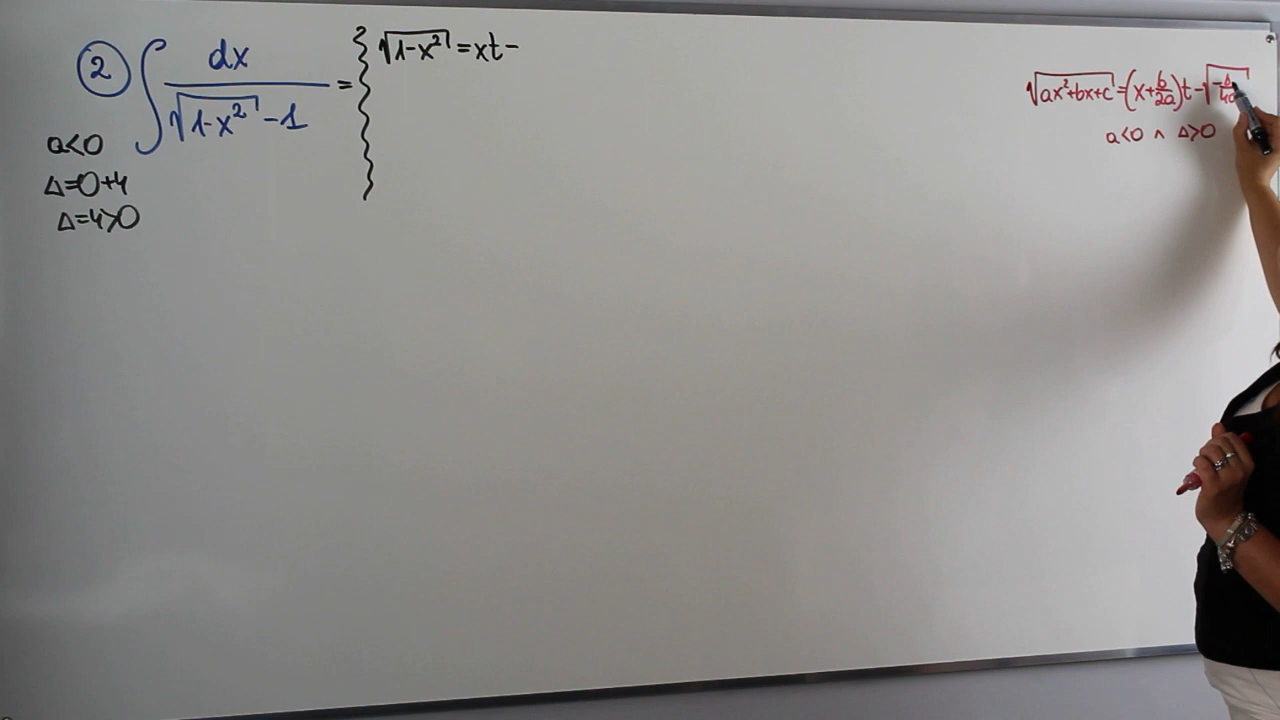 ② ∫ dx / (√(1-x²) - 1) = { √(1-x²) = xt -
a<0
Δ=0+4
Δ=4>0
√(ax²+bx+c) = (x + b/2a)t - √(-Δ/4a)
a<0 ∧ Δ>0